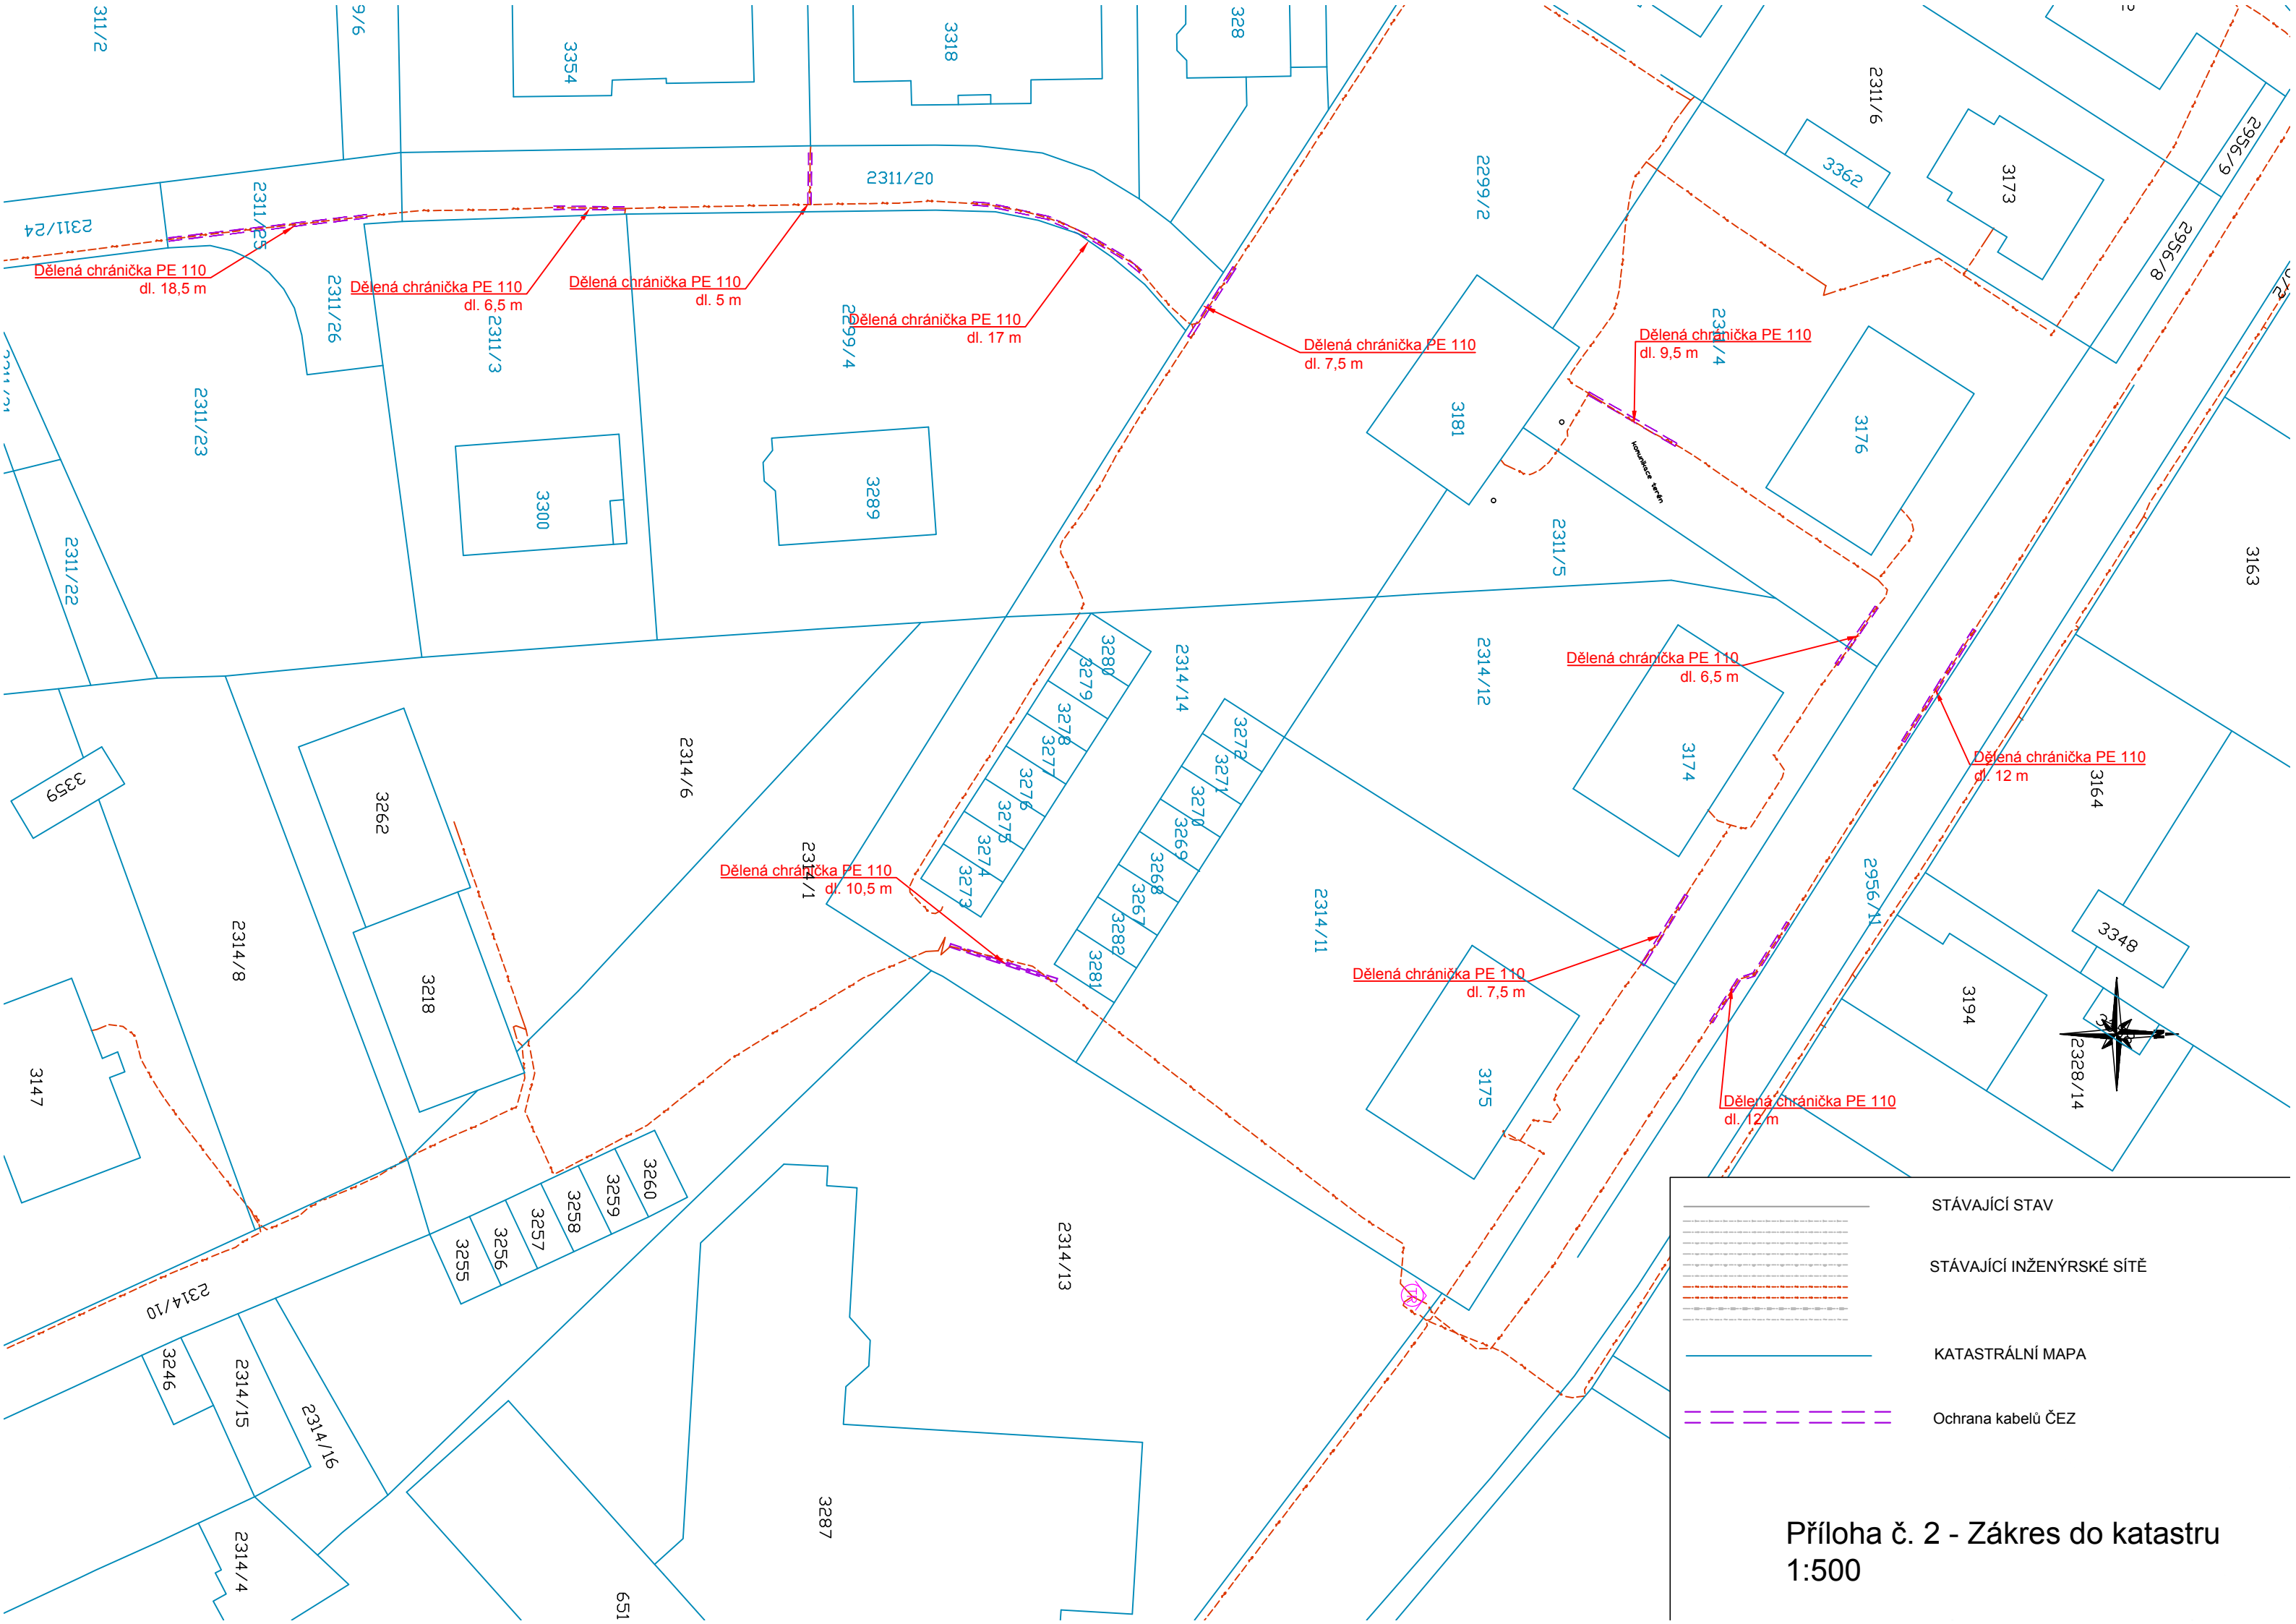 311/2
9/6
3354
3318
328
2311/6
3362
3173
2956/9
2956/8
2299/2
2311/20
2311/25
2311/24
Dělená chránička PE 110
dl. 18,5 m
Dělená chránička PE 110
dl. 6,5 m
Dělená chránička PE 110
dl. 5 m
Dělená chránička PE 110
dl. 17 m
Dělená chránička PE 110
dl. 7,5 m
Dělená chránička PE 110
dl. 9,5 m
2311/26
2311/3
2299/4
2311/4
2311/23
3300
3289
3181
3176
komunikace terén
2311/22
2311/5
3163
3280
3279
3278
3277
3276
3275
3274
3273
2314/14
3272
3271
3270
3269
3268
3267
3282
3281
2314/12
Dělená chránička PE 110
dl. 6,5 m
3174
Dělená chránička PE 110
dl. 12 m
3164
3359
3262
2314/6
2314/1
Dělená chránička PE 110
dl. 10,5 m
2314/11
2956/11
3348
2314/8
3218
Dělená chránička PE 110
dl. 7,5 m
3194
2328/14
3147
3175
Dělená chránička PE 110
dl. 12 m
3260
3259
3258
3257
3256
3255
2314/13
2314/10
3246
2314/15
2314/16
2314/4
3287
651
STÁVAJÍCÍ STAV
STÁVAJÍCÍ INŽENÝRSKÉ SÍTĚ
KATASTRÁLNÍ MAPA
Ochrana kabelů ČEZ
Příloha č. 2 - Zákres do katastru
1:500